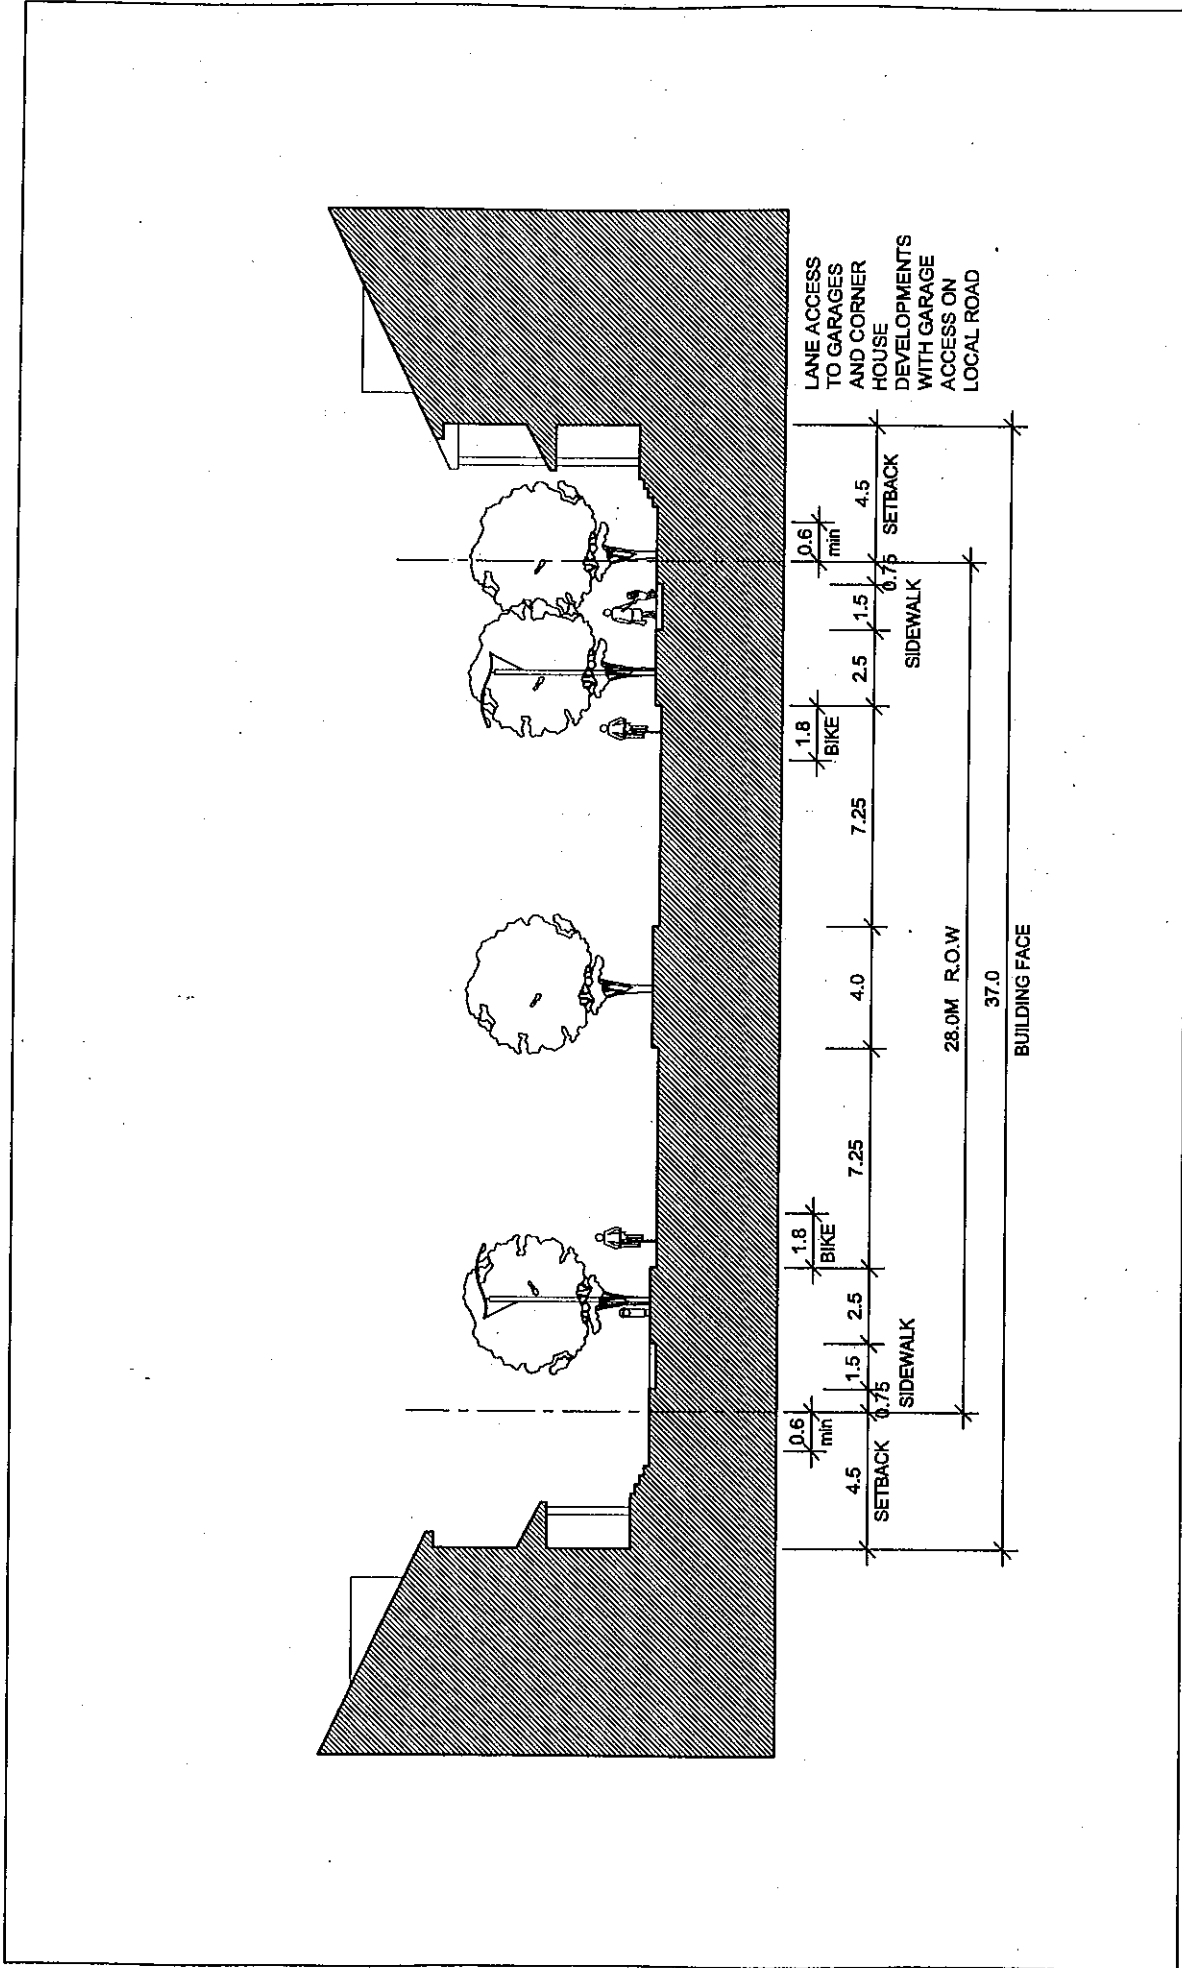 LANE ACCESS
TO GARAGES
AND CORNER
HOUSE
DEVELOPMENTS
WITH GARAGE
ACCESS ON
LOCAL ROAD
0.6
min
1.8
BIKE
1.8
BIKE
0.6
min
4.5
0.75
1.5
2.5
7.25
4.0
7.25
2.5
1.5
0.75
4.5
SETBACK
SIDEWALK
SIDEWALK
SETBACK
28.0M R.O.W
37.0
BUILDING FACE